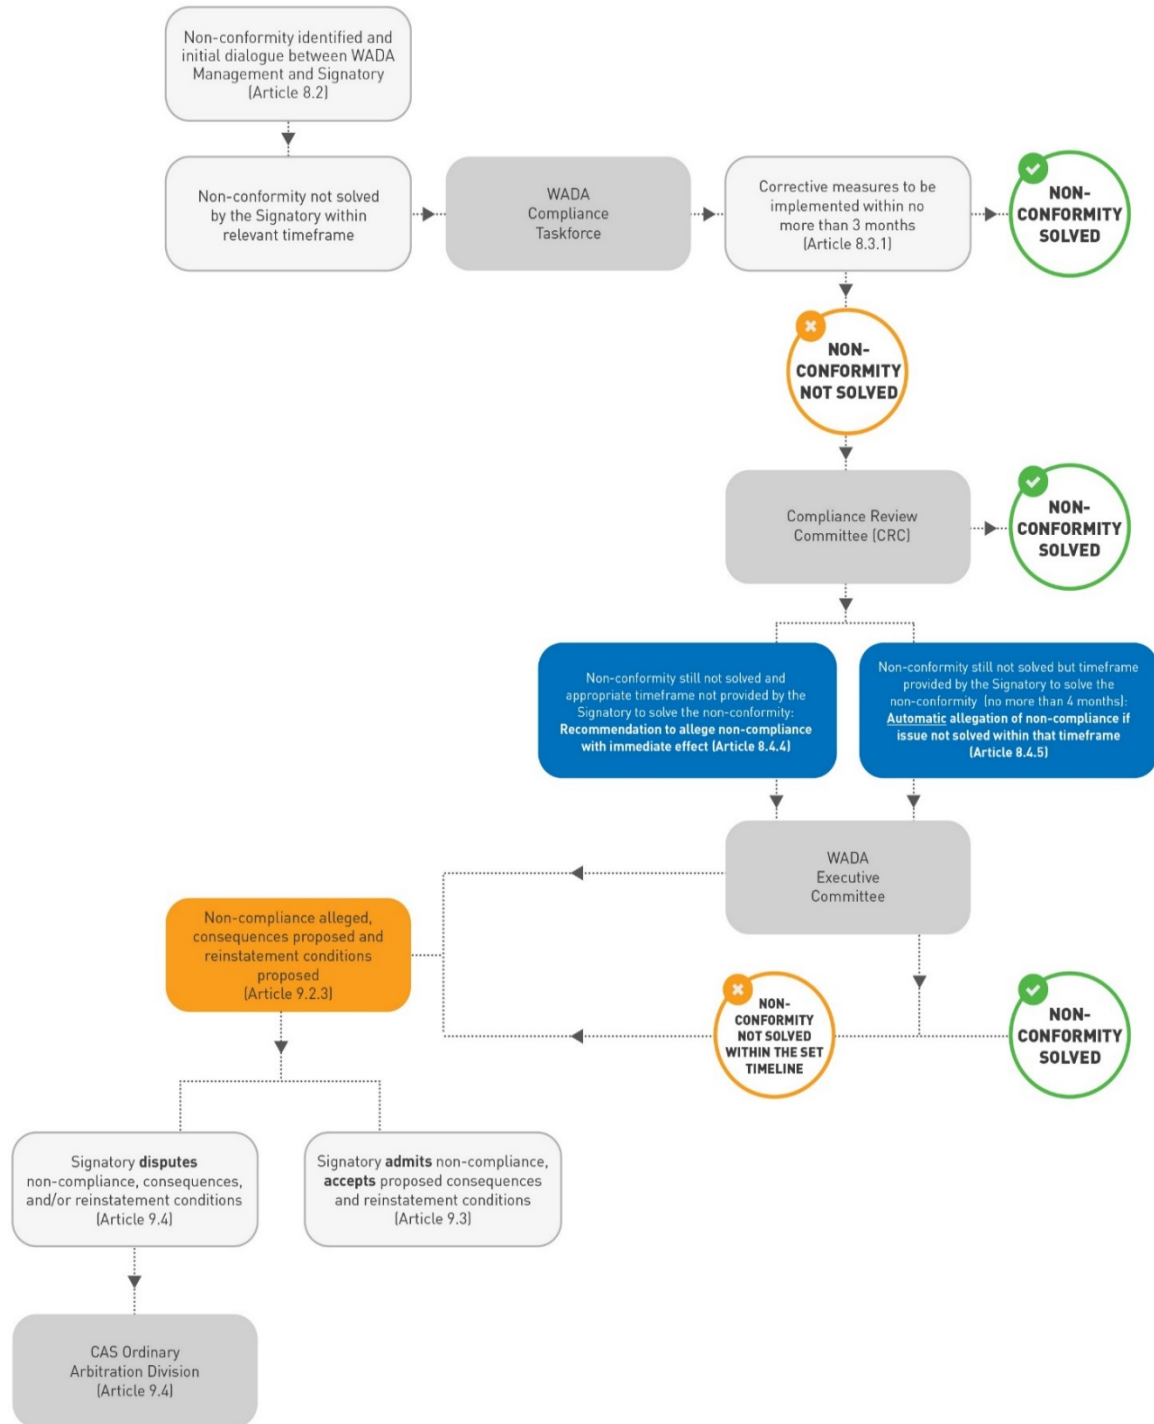 Non-conformity identified and
initial dialogue between WADA
Management and Signatory
(Article 8.2)
Non-conformity not solved
by the Signatory within
relevant timeframe
WADA
Compliance
Taskforce
Corrective measures to be
implemented within no
more than 3 months
(Article 8.3.1)
NON-
CONFORMITY
SOLVED
NON-
CONFORMITY
NOT SOLVED
Compliance Review
Committee (CRC)
NON-
CONFORMITY
SOLVED
Non-conformity still not solved and
appropriate timeframe not provided by the
Signatory to solve the non-conformity:
Recommendation to allege non-compliance
with immediate effect (Article 8.4.4)
Non-conformity still not solved but timeframe
provided by the Signatory to solve the
non-conformity (no more than 4 months):
Automatic allegation of non-compliance if
issue not solved within that timeframe
(Article 8.4.5)
WADA
Executive
Committee
Non-compliance alleged,
consequences proposed and
reinstatement conditions
proposed
(Article 9.2.3)
NON-
CONFORMITY
NOT SOLVED
WITHIN THE SET
TIMELINE
NON-
CONFORMITY
SOLVED
Signatory disputes
non-compliance, consequences,
and/or reinstatement conditions
(Article 9.4)
Signatory admits non-compliance,
accepts proposed consequences
and reinstatement conditions
(Article 9.3)
CAS Ordinary
Arbitration Division
(Article 9.4)